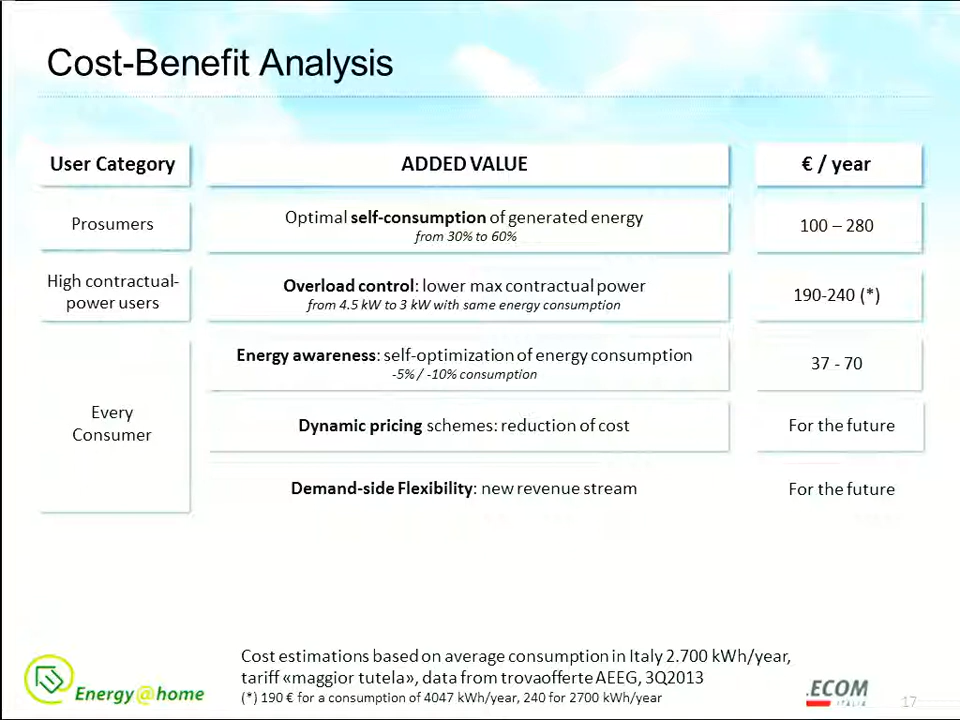 Cost-Benefit Analysis
User Category
ADDED VALUE
€ / year
Prosumers
Optimal self-consumption of generated energy
from 30% to 60%
100 – 280
High contractual-
power users
Overload control: lower max contractual power
from 4.5 kW to 3 kW with same energy consumption
190-240 (*)
Every
Consumer
Energy awareness: self-optimization of energy consumption
-5% / -10% consumption
37 - 70
Dynamic pricing schemes: reduction of cost
For the future
Demand-side Flexibility: new revenue stream
For the future
Cost estimations based on average consumption in Italy 2.700 kWh/year,
tariff «maggior tutela», data from trovaofferte AEEG, 3Q2013
(*) 190 € for a consumption of 4047 kWh/year, 240 for 2700 kWh/year
Energy@home
.ECOM
ITALIA
17